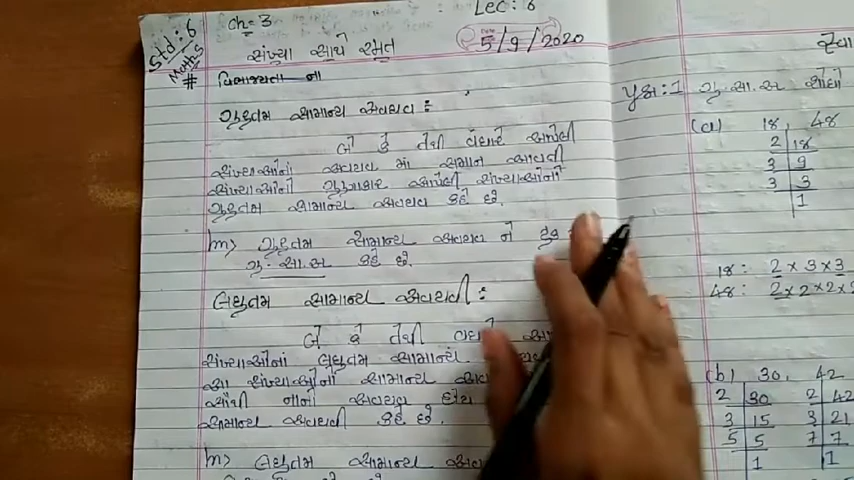 Std: 6
Maths
ch = 3
Lec: 6
5/9/2020
સંખ્યા સાથે રમત
# વિભાજ્યતા ના
ગુરુતમ સામાન્ય અવયવ :
બે કે તેથી વધારે આપેલી
સંખ્યાઓનાં અવયવ માં સમાન આવતી
સંખ્યાઓની ગુણાકાર આપેલી સંખ્યાઓનો
ગુરુતમ સામાન્ય અવયવ કહે છે.
ગુરુતમ સામાન્ય અવયવ ને ટુંક
ગુ. સા. અ કહે છે.
લઘુતમ સામાન્ય અવયવી :
બે કે તેથી
સંખ્યાઓનાં લઘુતમ સામાન્ય
આ સંખ્યાઓનો સામાન્ય
સૌથી નાનો અવયવ હોય
સામાન્ય અવયવી કહે છે.
લઘુતમ સામાન્ય
પ્રશ્ન: 1 ગુ. સા. અ શોધો
(a) 18, 48
2 18
3 9
3 3
1
18: 2 x 3 x 3
48: 2 x 2 x 2 x
(b) 30, 42
2 30 2 42
3 15 3 21
5 5 7 7
1 1